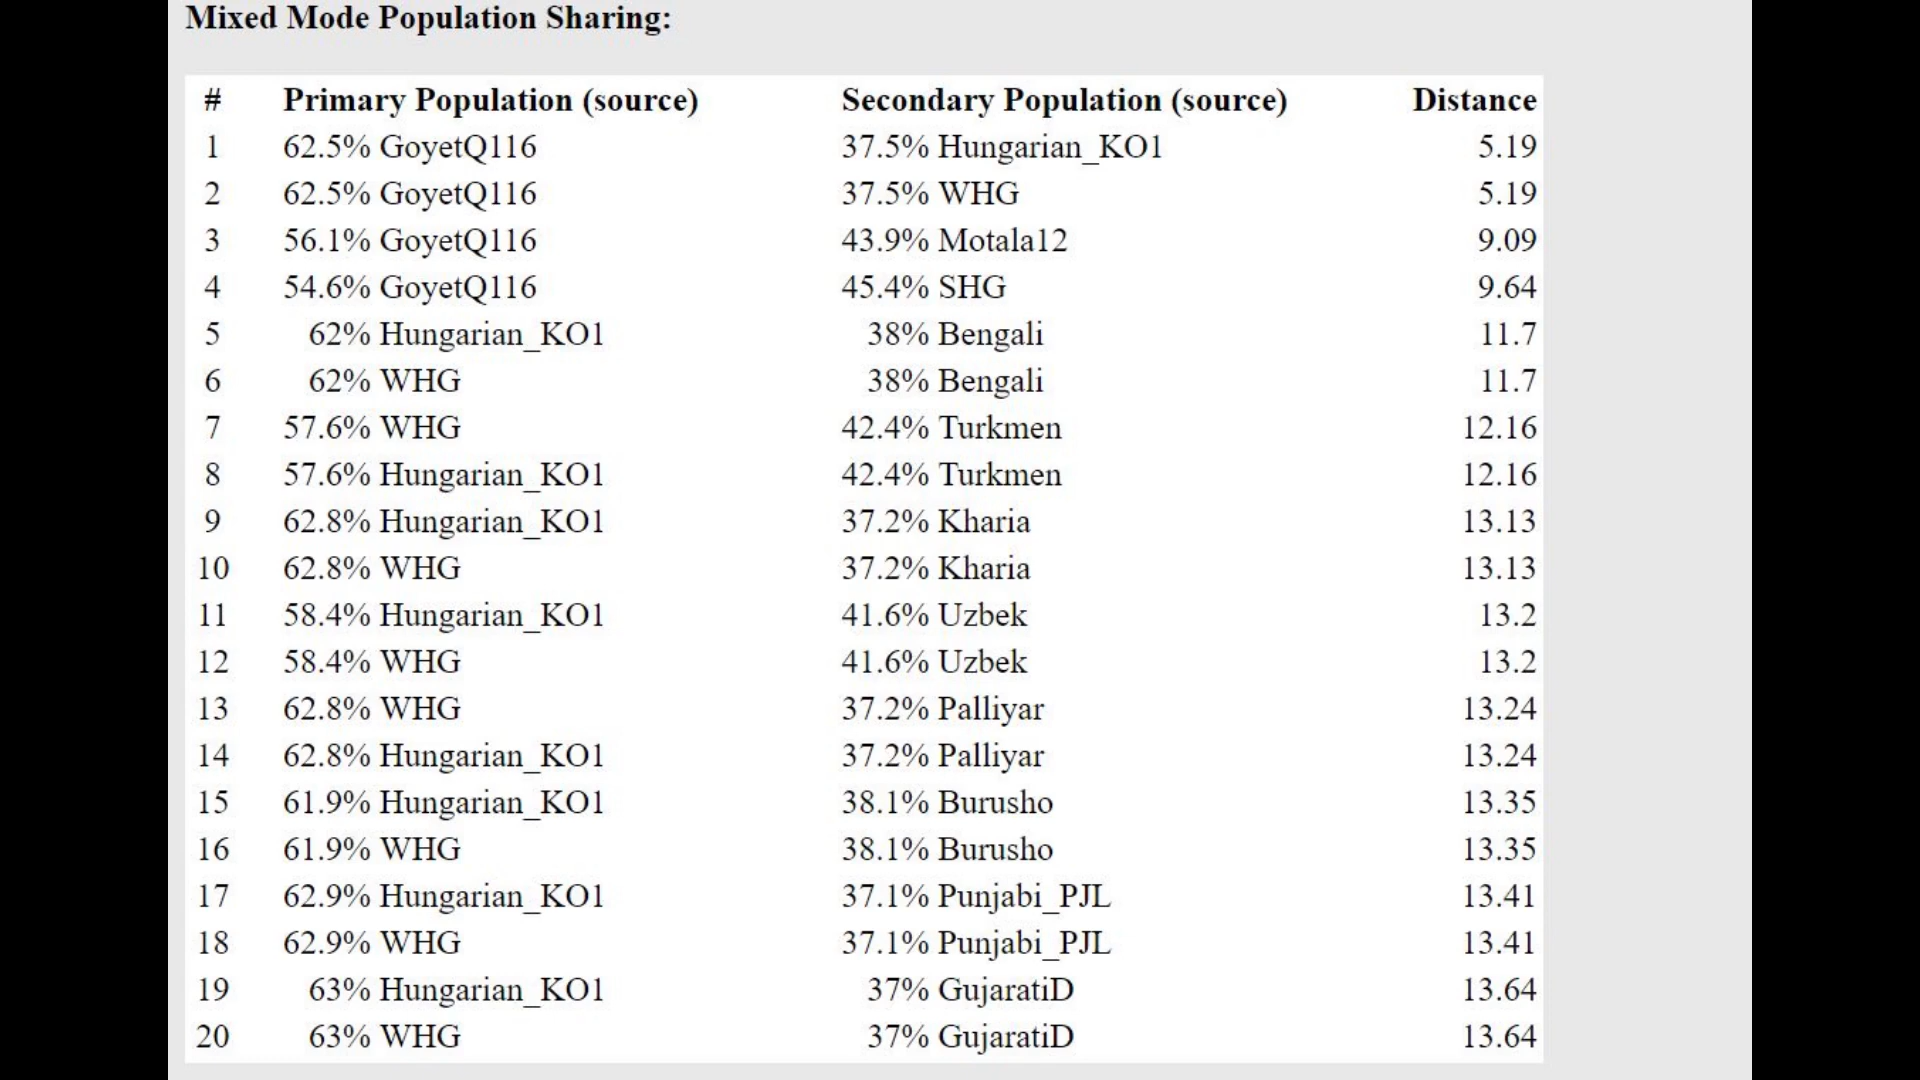 Mixed Mode Population Sharing:
# Primary Population (source) Secondary Population (source) Distance
1 62.5% GoyetQ116 37.5% Hungarian_KO1 5.19
2 62.5% GoyetQ116 37.5% WHG 5.19
3 56.1% GoyetQ116 43.9% Motala12 9.09
4 54.6% GoyetQ116 45.4% SHG 9.64
5 62% Hungarian_KO1 38% Bengali 11.7
6 62% WHG 38% Bengali 11.7
7 57.6% WHG 42.4% Turkmen 12.16
8 57.6% Hungarian_KO1 42.4% Turkmen 12.16
9 62.8% Hungarian_KO1 37.2% Kharia 13.13
10 62.8% WHG 37.2% Kharia 13.13
11 58.4% Hungarian_KO1 41.6% Uzbek 13.2
12 58.4% WHG 41.6% Uzbek 13.2
13 62.8% WHG 37.2% Palliyar 13.24
14 62.8% Hungarian_KO1 37.2% Palliyar 13.24
15 61.9% Hungarian_KO1 38.1% Burusho 13.35
16 61.9% WHG 38.1% Burusho 13.35
17 62.9% Hungarian_KO1 37.1% Punjabi_PJL 13.41
18 62.9% WHG 37.1% Punjabi_PJL 13.41
19 63% Hungarian_KO1 37% GujaratiD 13.64
20 63% WHG 37% GujaratiD 13.64